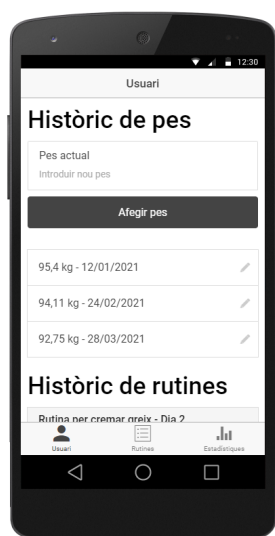 12:30
Usuari
Històric de pes
Pes actual
Introduir nou pes
Afegir pes
95,4 kg - 12/01/2021
94,11 kg - 24/02/2021
92,75 kg - 28/03/2021
Històric de rutines
Rutina per cremar greix - Dia 2
Usuari Rutines Estadístiques